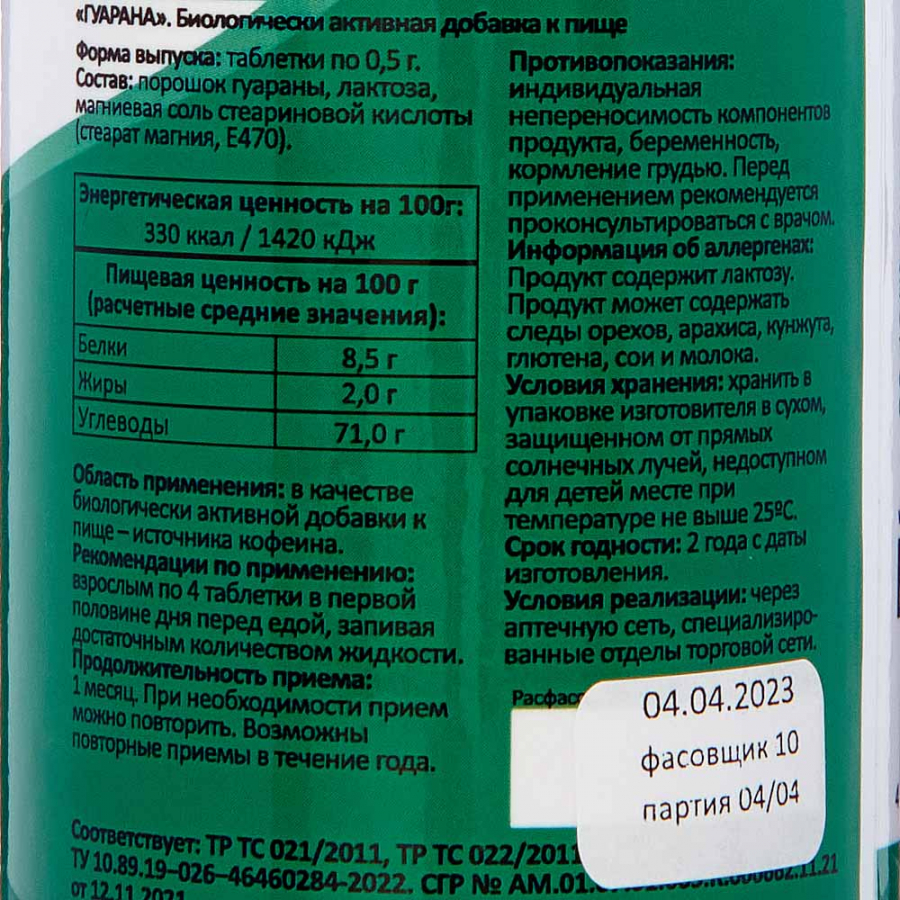 «ГУАРАНА». Биологически активная добавка к пище
Форма выпуска: таблетки по 0,5 г.
Состав: порошок гуараны, лактоза,
магниевая соль стеариновой кислоты
(стеарат магния, Е470).
Энергетическая ценность на 100г:
330 ккал / 1420 кДж
Пищевая ценность на 100 г
(расчетные средние значения):
Белки 8,5 г
Жиры 2,0 г
Углеводы 71,0 г
Область применения: в качестве
биологически активной добавки к
пище – источника кофеина.
Рекомендации по применению:
взрослым по 4 таблетки в первой
половине дня перед едой, запивая
достаточным количеством жидкости.
Продолжительность приема:
1 месяц. При необходимости прием
можно повторить. Возможны
повторные приемы в течение года.
Противопоказания:
индивидуальная
непереносимость компонентов
продукта, беременность,
кормление грудью. Перед
применением рекомендуется
проконсультироваться с врачом.
Информация об аллергенах:
Продукт содержит лактозу.
Продукт может содержать
следы орехов, арахиса, кунжута,
глютена, сои и молока.
Условия хранения: хранить в
упаковке изготовителя в сухом,
защищенном от прямых
солнечных лучей, недоступном
для детей месте при
температуре не выше 25ºС.
Срок годности: 2 года с даты
изготовления.
Условия реализации: через
аптечную сеть, специализиро-
ванные отделы торговой сети.
04.04.2023
фасовщик 10
партия 04/04
Соответствует: ТР ТС 021/2011, ТР ТС 022/2011
ТУ 10.89.19–026–46460284-2022. СГР № AM.01.
от 12.11.2021